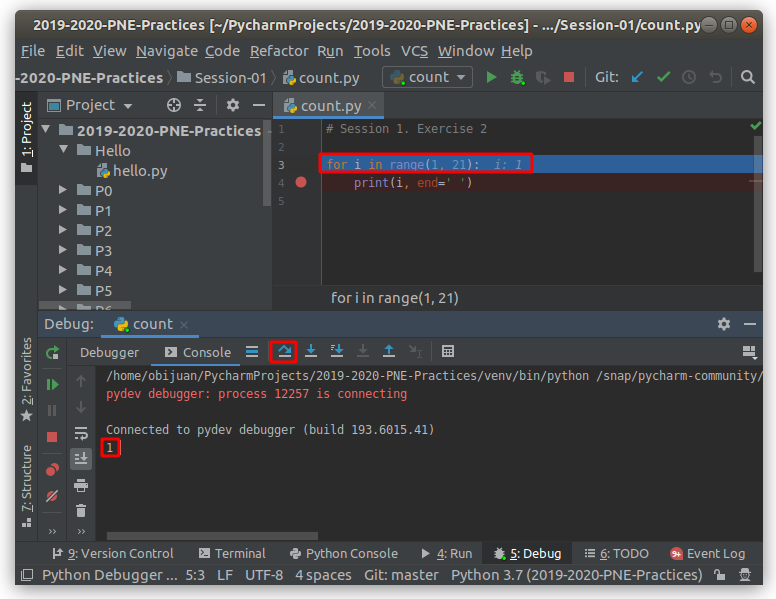 2019-2020-PNE-Practices [~/PycharmProjects/2019-2020-PNE-Practices] - .../Session-01/count.py
File Edit View Navigate Code Refactor Run Tools VCS Window Help
-2020-PNE-Practices Session-01 count.py count Git:
1: Project
Project
count.py
2019-2020-PNE-Practices
Hello
hello.py
P0
P1
P2
P3
P4
P5
1 # Session 1. Exercise 2
2
3 for i in range(1, 21): i: 1
4 print(i, end=' ')
5
for i in range(1, 21)
Debug: count
Debugger Console
2: Favorites
7: Structure
/home/obijuan/PycharmProjects/2019-2020-PNE-Practices/venv/bin/python /snap/pycharm-community/
pydev debugger: process 12257 is connecting
Connected to pydev debugger (build 193.6015.41)
1
9: Version Control Terminal Python Console 4: Run 5: Debug 6: TODO 9+ Event Log
Python Debugger ... 5:3 LF UTF-8 4 spaces Git: master Python 3.7 (2019-2020-PNE-Practices)